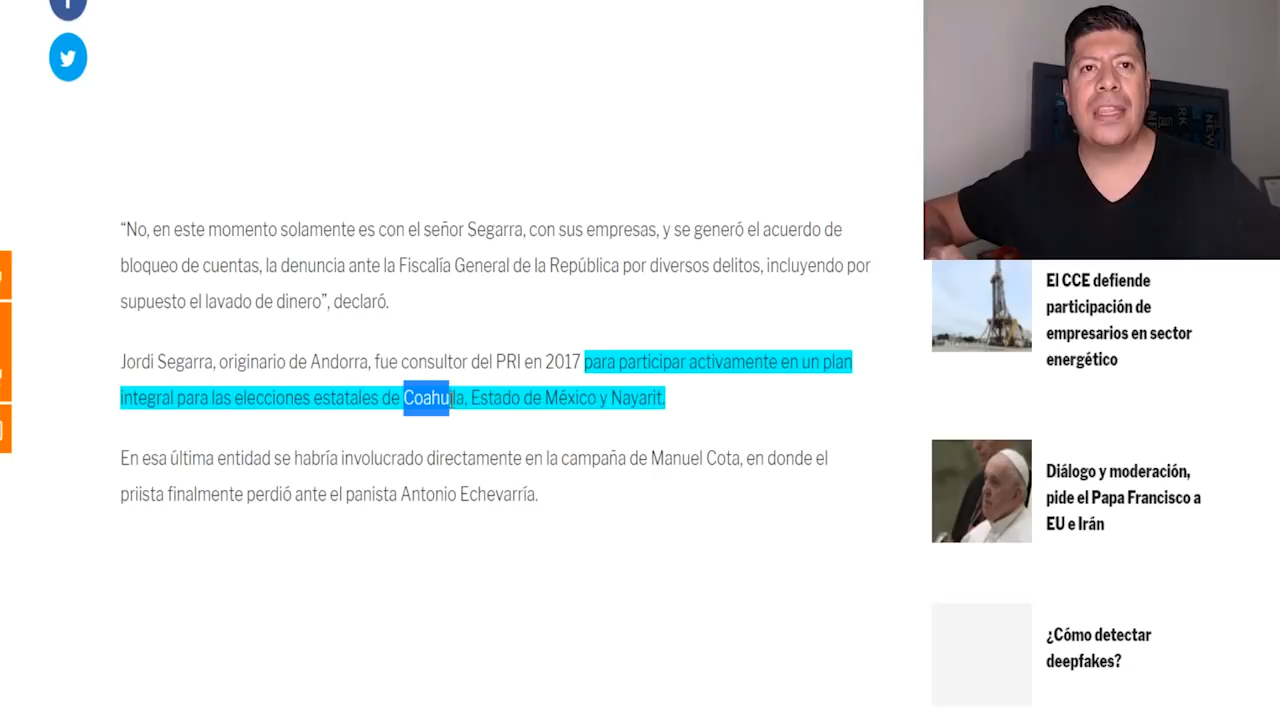 “No, en este momento solamente es con el señor Segarra, con sus empresas, y se generó el acuerdo de
bloqueo de cuentas, la denuncia ante la Fiscalía General de la República por diversos delitos, incluyendo por
supuesto el lavado de dinero”, declaró.
Jordi Segarra, originario de Andorra, fue consultor del PRI en 2017 para participar activamente en un plan
integral para las elecciones estatales de Coahuila, Estado de México y Nayarit.
En esa última entidad se habría involucrado directamente en la campaña de Manuel Cota, en donde el
priista finalmente perdió ante el panista Antonio Echevarría.
El CCE defiende
participación de
empresarios en sector
energético
Diálogo y moderación,
pide el Papa Francisco a
EU e Irán
¿Cómo detectar
deepfakes?